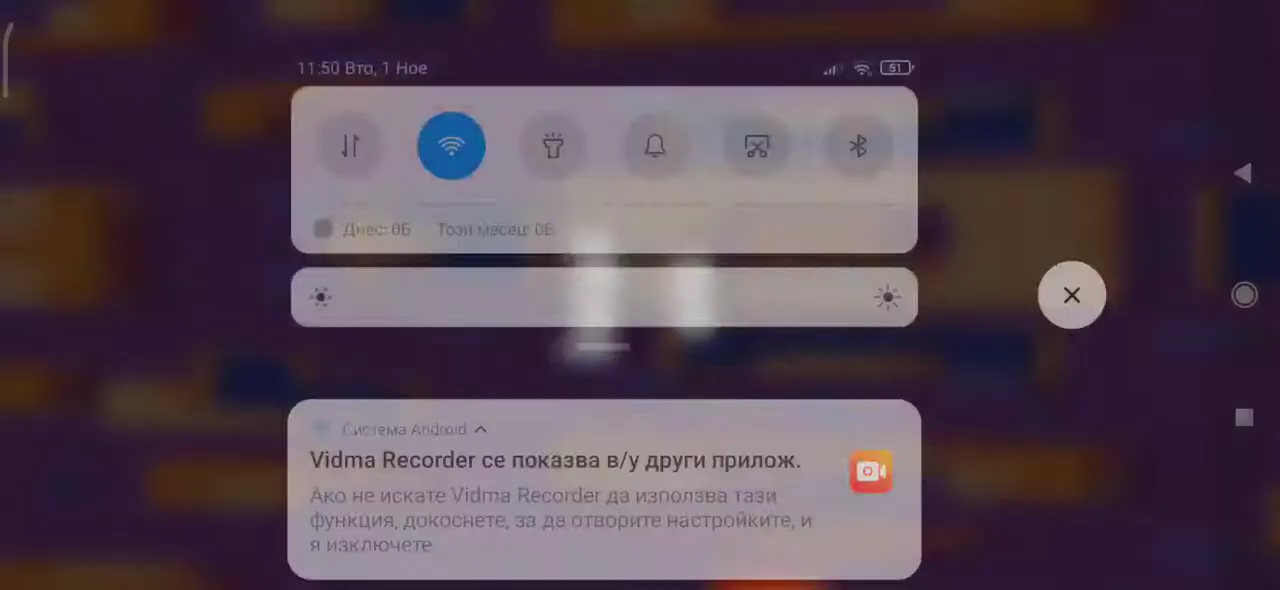 11:50 Вто, 1 Ное
51
Днес: 0Б Този месец: 0Б
Система Android
Vidma Recorder се показва в/у други прилож.
Ако не искате Vidma Recorder да използва тази
функция, докоснете, за да отворите настройките, и
я изключете